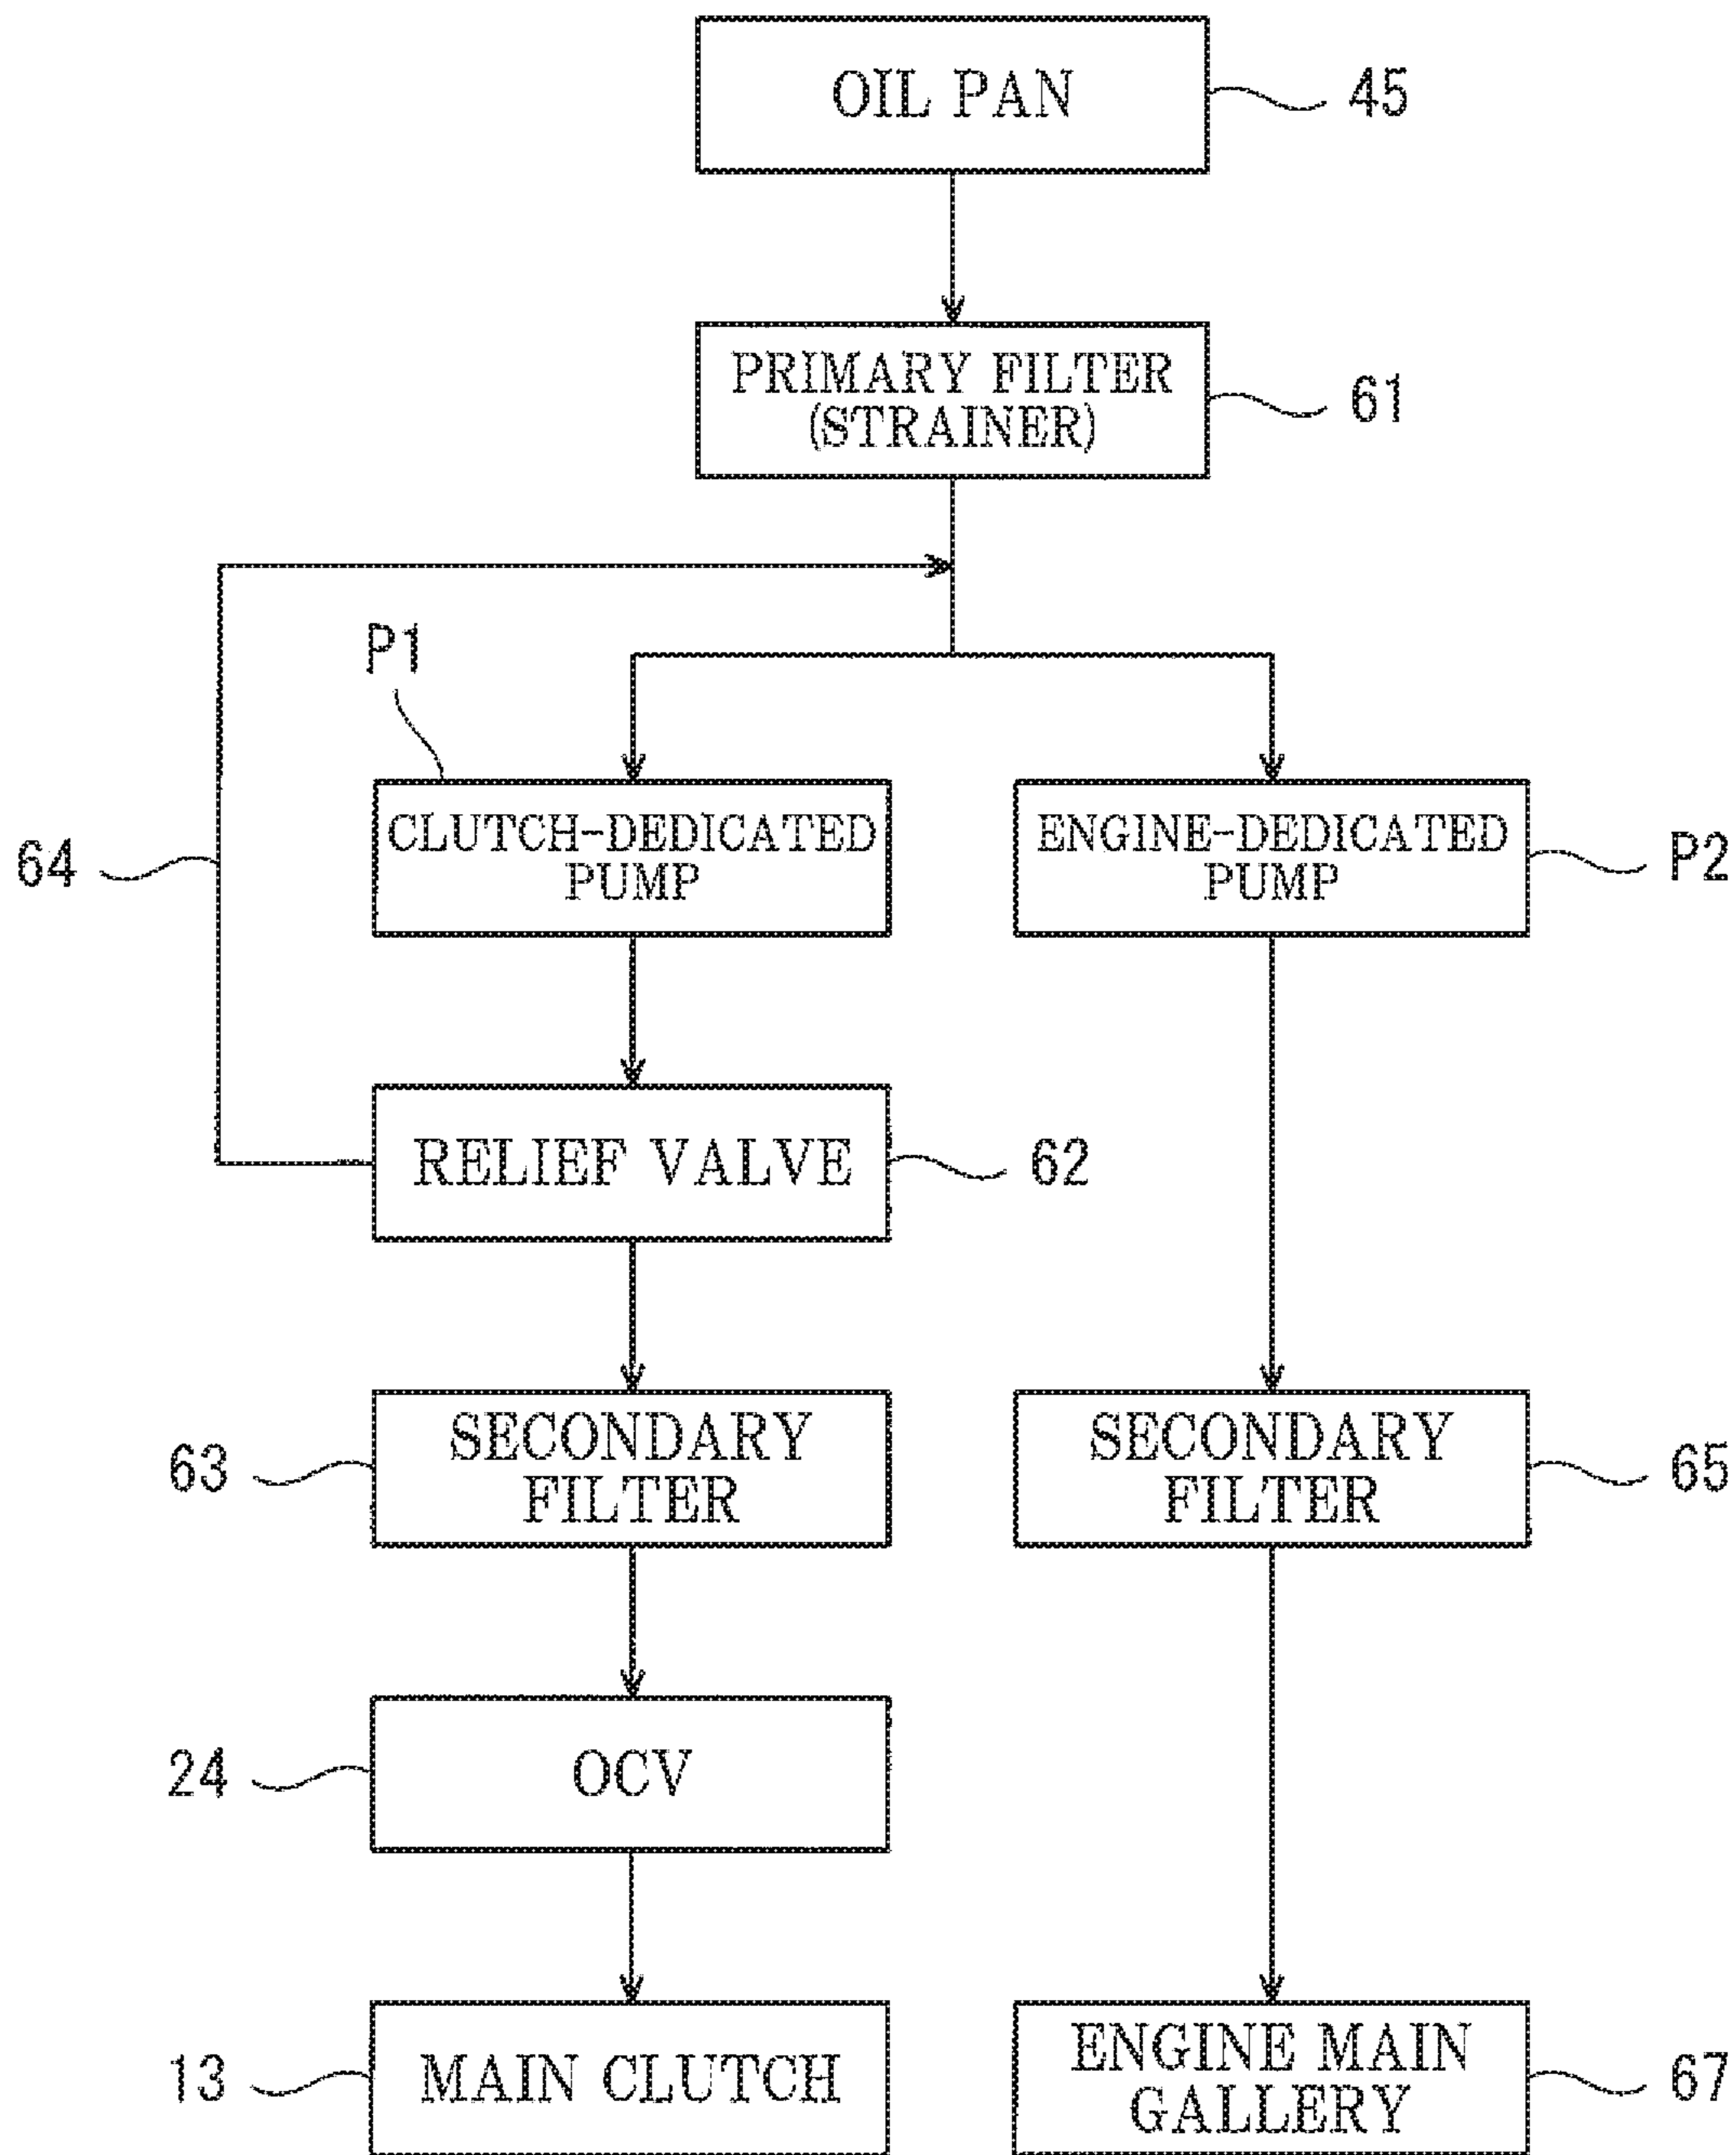 OIL PAN
45
PRIMARY FILTER
(STRAINER)
61
P1
CLUTCH-DEDICATED
PUMP
ENGINE-DEDICATED
PUMP
P2
64
RELIEF VALVE
62
63
SECONDARY
FILTER
SECONDARY
FILTER
65
24
OCV
13
MAIN CLUTCH
ENGINE MAIN
GALLERY
67